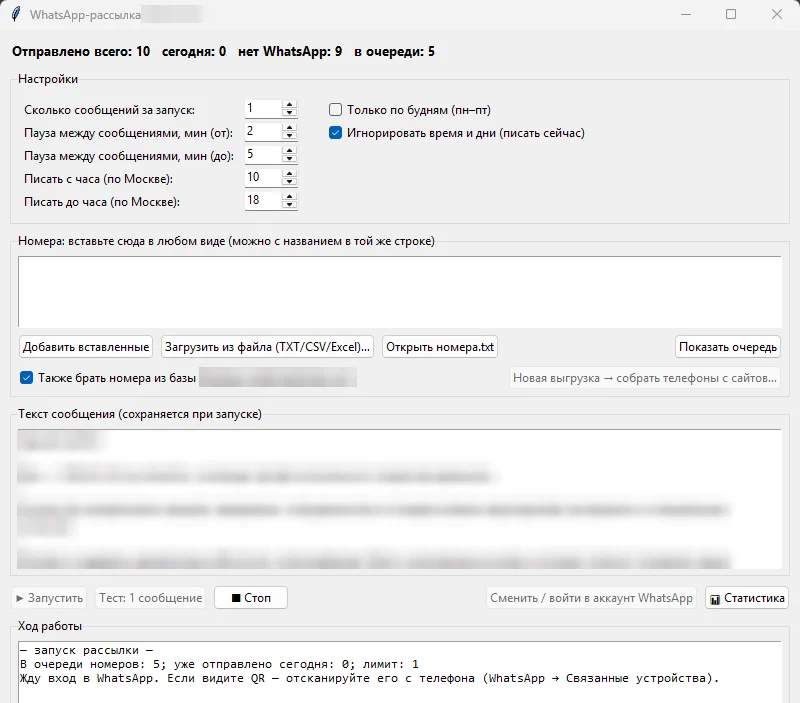 WhatsApp-рассылка
Отправлено всего: 10 сегодня: 0 нет WhatsApp: 9 в очереди: 5
Настройки
Сколько сообщений за запуск: 1
Только по будням (пн–пт)
Пауза между сообщениями, мин (от): 2
Игнорировать время и дни (писать сейчас)
Пауза между сообщениями, мин (до): 5
Писать с часа (по Москве): 10
Писать до часа (по Москве): 18
Номера: вставьте сюда в любом виде (можно с названием в той же строке)
Добавить вставленные
Загрузить из файла (TXT/CSV/Excel)...
Открыть номера.txt
Показать очередь
Также брать номера из базы
Новая выгрузка → собрать телефоны с сайтов...
Текст сообщения (сохраняется при запуске)
▶ Запустить
Тест: 1 сообщение
■ Стоп
Сменить / войти в аккаунт WhatsApp
Статистика
Ход работы
— запуск рассылки —
В очереди номеров: 5; уже отправлено сегодня: 0; лимит: 1
Жду вход в WhatsApp. Если видите QR — отсканируйте его с телефона (WhatsApp → Связанные устройства).